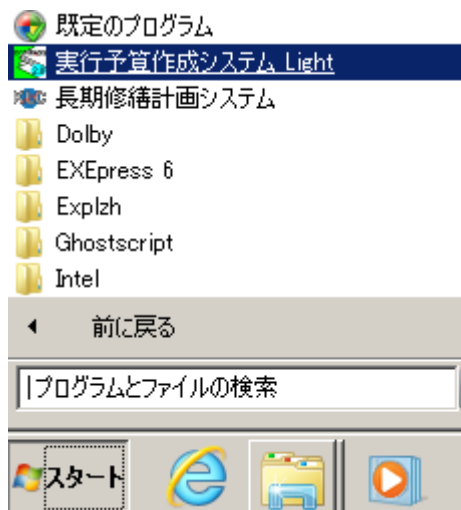 既定のプログラム
実行予算作成システム Light
長期修繕計画システム
Dolby
EXEpress 6
Explzh
Ghostscript
Intel
前に戻る
プログラムとファイルの検索
スタート